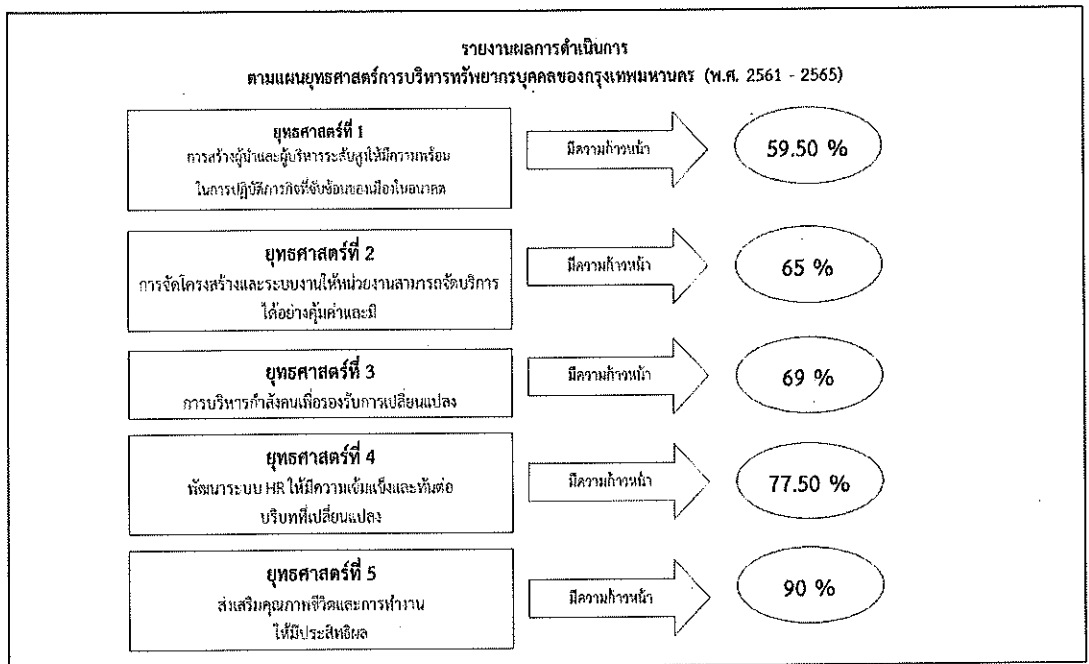 รายงานผลการดำเนินการ
ตามแผนยุทธศาสตร์การบริหารทรัพยากรบุคคลของกรุงเทพมหานคร (พ.ศ. 2561 - 2565)
ยุทธศาสตร์ที่ 1
การสร้างผู้นำและผู้บริหารระดับสูงให้มีความพร้อม
ในการปฏิบัติภารกิจที่ซับซ้อนของเมืองในอนาคต
มีความก้าวหน้า
59.50 %
ยุทธศาสตร์ที่ 2
การจัดโครงสร้างและระบบงานให้หน่วยงานสามารถจัดบริการ
ได้อย่างคุ้มค่าและมี
มีความก้าวหน้า
65 %
ยุทธศาสตร์ที่ 3
การบริหารกำลังคนเพื่อรองรับการเปลี่ยนแปลง
มีความก้าวหน้า
69 %
ยุทธศาสตร์ที่ 4
พัฒนาระบบ HR ให้มีความเข้มแข็งและทันต่อ
บริบทที่เปลี่ยนแปลง
มีความก้าวหน้า
77.50 %
ยุทธศาสตร์ที่ 5
ส่งเสริมคุณภาพชีวิตและการทำงาน
ให้มีประสิทธิผล
มีความก้าวหน้า
90 %